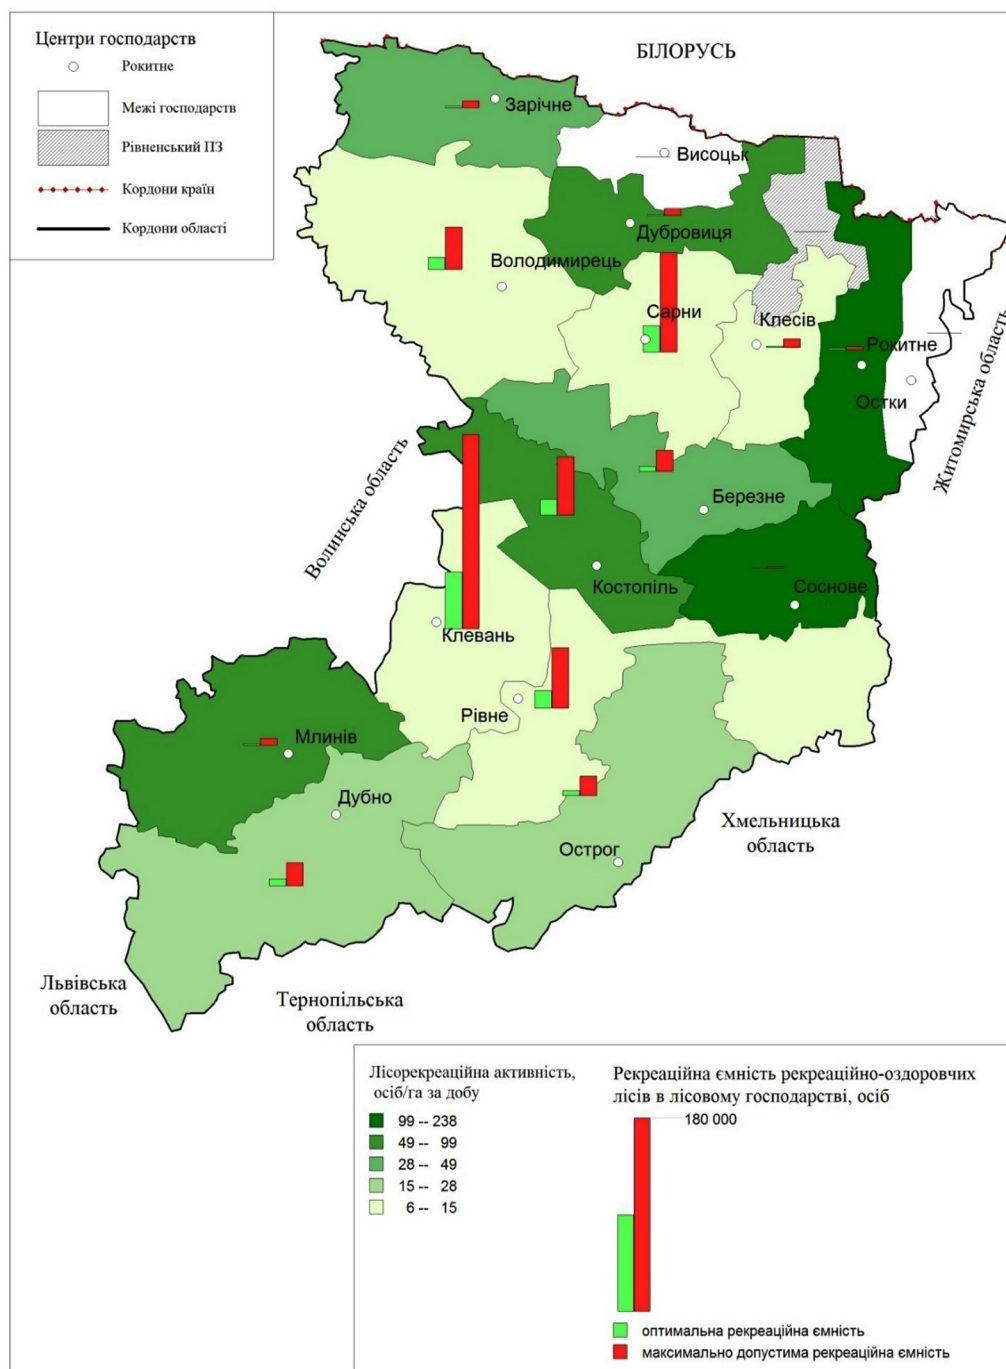 Центри господарств
Рокитне
Межі господарств
Рівненський ПЗ
Кордони країн
Кордони області
БІЛОРУСЬ
Зарічне
Висоцьк
Дубровиця
Володимирець
Сарни
Клесів
Рокитне
Остки
Житомирська область
Волинська область
Березне
Костопіль
Соснове
Клевань
Рівне
Млинів
Дубно
Острог
Хмельницька
область
Львівська
область
Тернопільська
область
Лісорекреаційна активність,
осіб/га за добу
99 -- 238
49 -- 99
28 -- 49
15 -- 28
6 -- 15
Рекреаційна ємність рекреаційно-оздоровчих
лісів в лісовому господарстві, осіб
180 000
оптимальна рекреаційна ємність
максимально допустима рекреаційна ємність